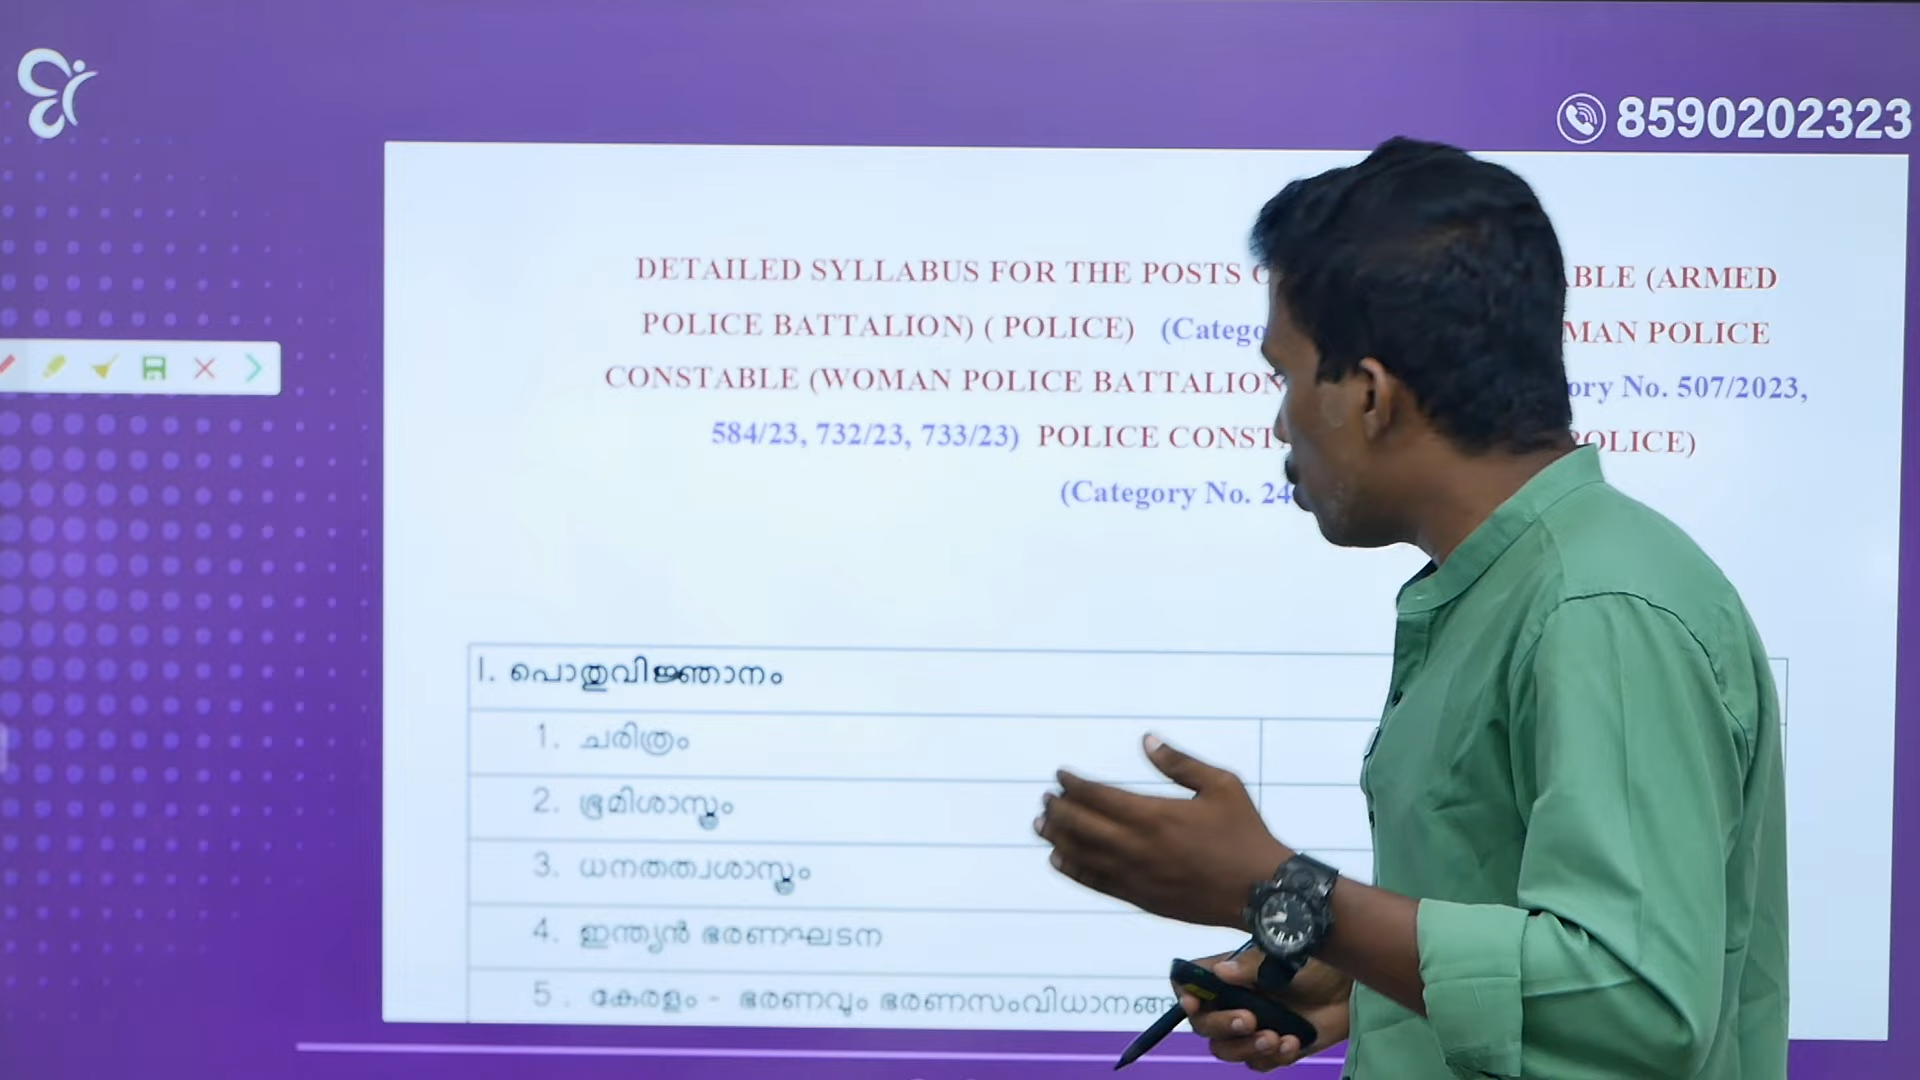 8590202323
DETAILED SYLLABUS FOR THE POSTS ABLE (ARMED
POLICE BATTALION) ( POLICE) (Catego MAN POLICE
CONSTABLE (WOMAN POLICE BATTALION ory No. 507/2023,
584/23, 732/23, 733/23) POLICE CONST POLICE)
(Category No. 24
I. പൊതുവിജ്ഞാനം
1. ചരിത്രം
2. ഭൂമിശാസ്ത്രം
3. ധനതത്വശാസ്ത്രം
4. ഇന്ത്യൻ ഭരണഘടന
5 . കേരളം - ഭരണവും ഭരണസംവിധാനങ്ങ